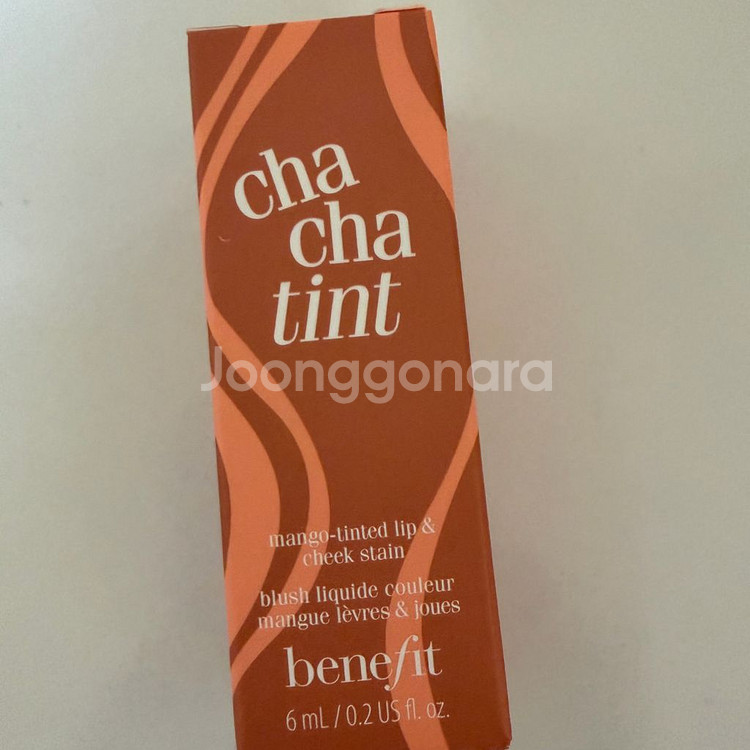 cha
cha
tint
Joonggonara
mango-tinted lip &
cheek stain
blush liquide couleur
mangue lèvres & joues
benefit
6 mL / 0.2 US fl. oz.